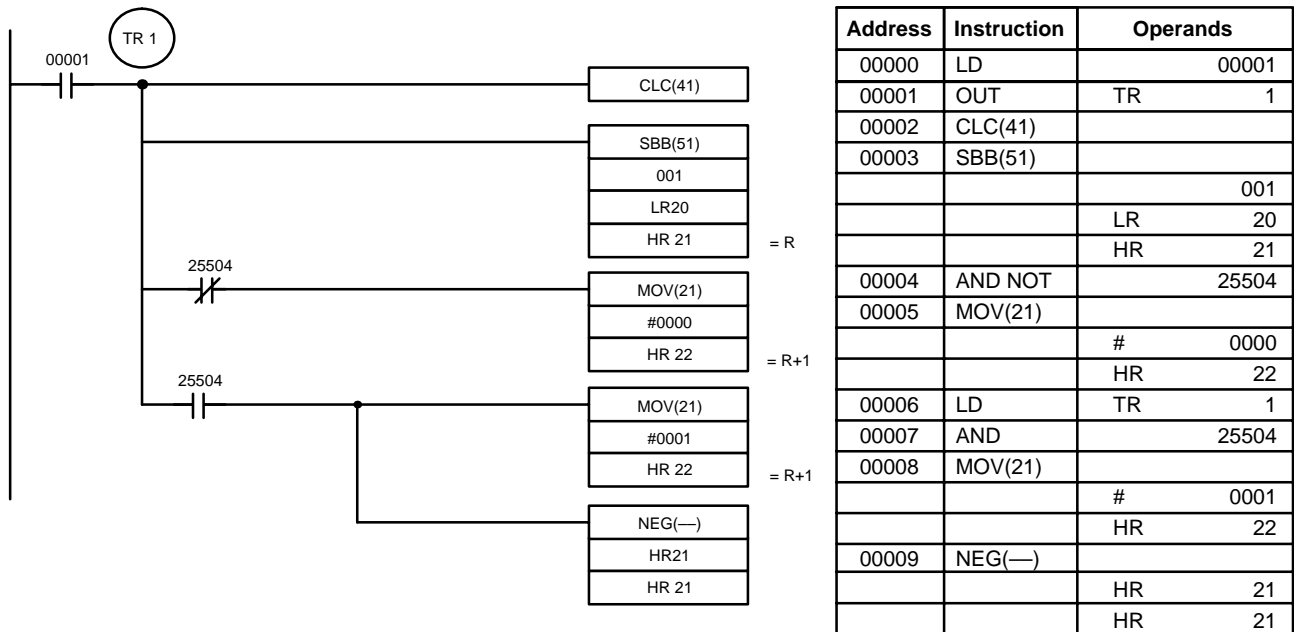 TR 1
00001
CLC(41)
SBB(51)
001
LR20
HR 21
= R
25504
MOV(21)
#0000
HR 22
= R+1
25504
MOV(21)
#0001
HR 22
= R+1
NEG(—)
HR21
HR 21
Address Instruction Operands
00000 LD 00001
00001 OUT TR 1
00002 CLC(41)
00003 SBB(51)
001
LR 20
HR 21
00004 AND NOT 25504
00005 MOV(21)
# 0000
HR 22
00006 LD TR 1
00007 AND 25504
00008 MOV(21)
# 0001
HR 22
00009 NEG(—)
HR 21
HR 21